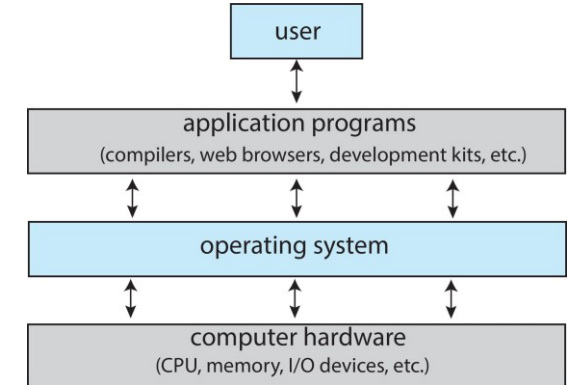 user
application programs
(compilers, web browsers, development kits, etc.)
operating system
computer hardware
(CPU, memory, I/O devices, etc.)